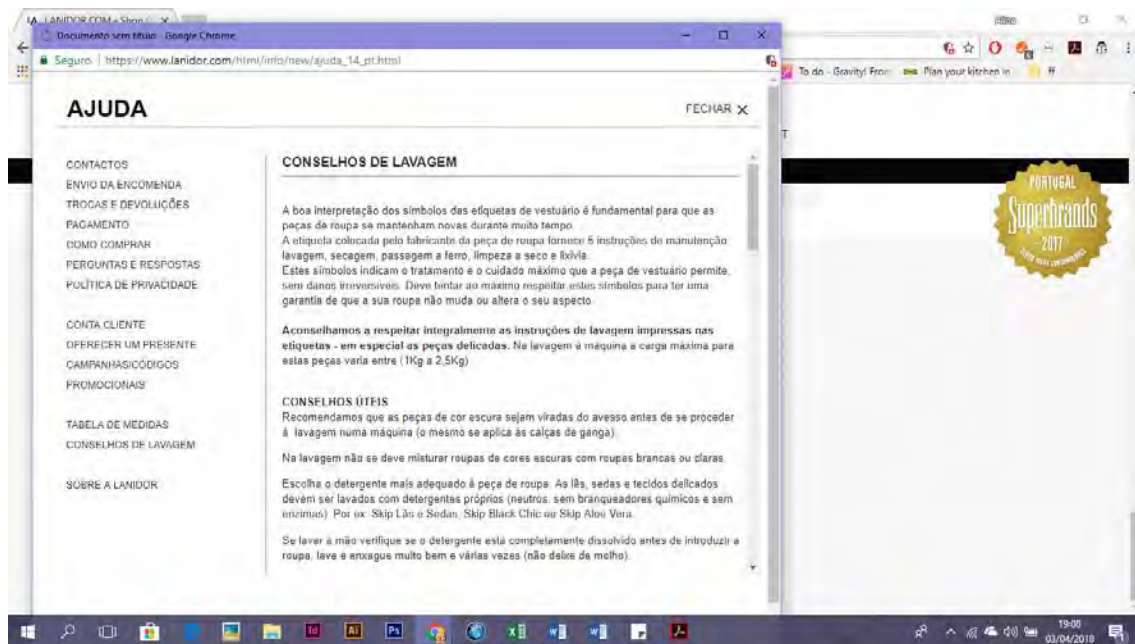 LANIDOR.COM - Shop
Documento sem título - Google Chrome
Seguro | https://www.lanidor.com/html/info/new/ajuda_14_pt.html
To do - Gravity! Fron
Plan your kitchen in
ff
AJUDA
FECHAR X
CONTACTOS
ENVIO DA ENCOMENDA
TROCAS E DEVOLUÇÕES
PAGAMENTO
COMO COMPRAR
PERGUNTAS E RESPOSTAS
POLÍTICA DE PRIVACIDADE
CONTA CLIENTE
OFERECER UM PRESENTE
CAMPANHAS/CÓDIGOS
PROMOCIONAIS
TABELA DE MEDIDAS
CONSELHOS DE LAVAGEM
SOBRE A LANIDOR
CONSELHOS DE LAVAGEM
A boa interpretação dos símbolos das etiquetas de vestuário é fundamental para que as
peças de roupa se mantenham novas durante muito tempo.
A etiqueta colocada pelo fabricante da peça de roupa fornece 5 instruções de manutenção
lavagem, secagem, passagem a ferro, limpeza a seco e lixívia.
Estes símbolos indicam o tratamento e o cuidado máximo que a peça de vestuário permite,
sem danos irreversíveis. Deve tentar ao máximo respeitar estes símbolos para ter uma
garantia de que a sua roupa não muda ou altera o seu aspecto.
Aconselhamos a respeitar integralmente as instruções de lavagem impressas nas
etiquetas - em especial as peças delicadas. Na lavagem à máquina a carga máxima para
estas peças varia entre (1Kg a 2,5Kg)
CONSELHOS ÚTEIS
Recomendamos que as peças de cor escura sejam viradas do avesso antes de se proceder
à lavagem numa máquina (o mesmo se aplica às calças de ganga).
Na lavagem não se deve misturar roupas de cores escuras com roupas brancas ou claras.
Escolha o detergente mais adequado à peça de roupa. As lãs, sedas e tecidos delicados
devem ser lavados com detergentes próprios (neutros, sem branqueadores químicos e sem
enzimas). Por ex. Skip Lãs e Sedas, Skip Black Chic ou Skip Aloe Vera.
Se lavar à mão verifique se o detergente está completamente dissolvido antes de introduzir a
roupa, lave e enxague muito bem e várias vezes (não deixe de molho).
T
PORTUGAL
Superbrands
2017
19:08
03/04/2018